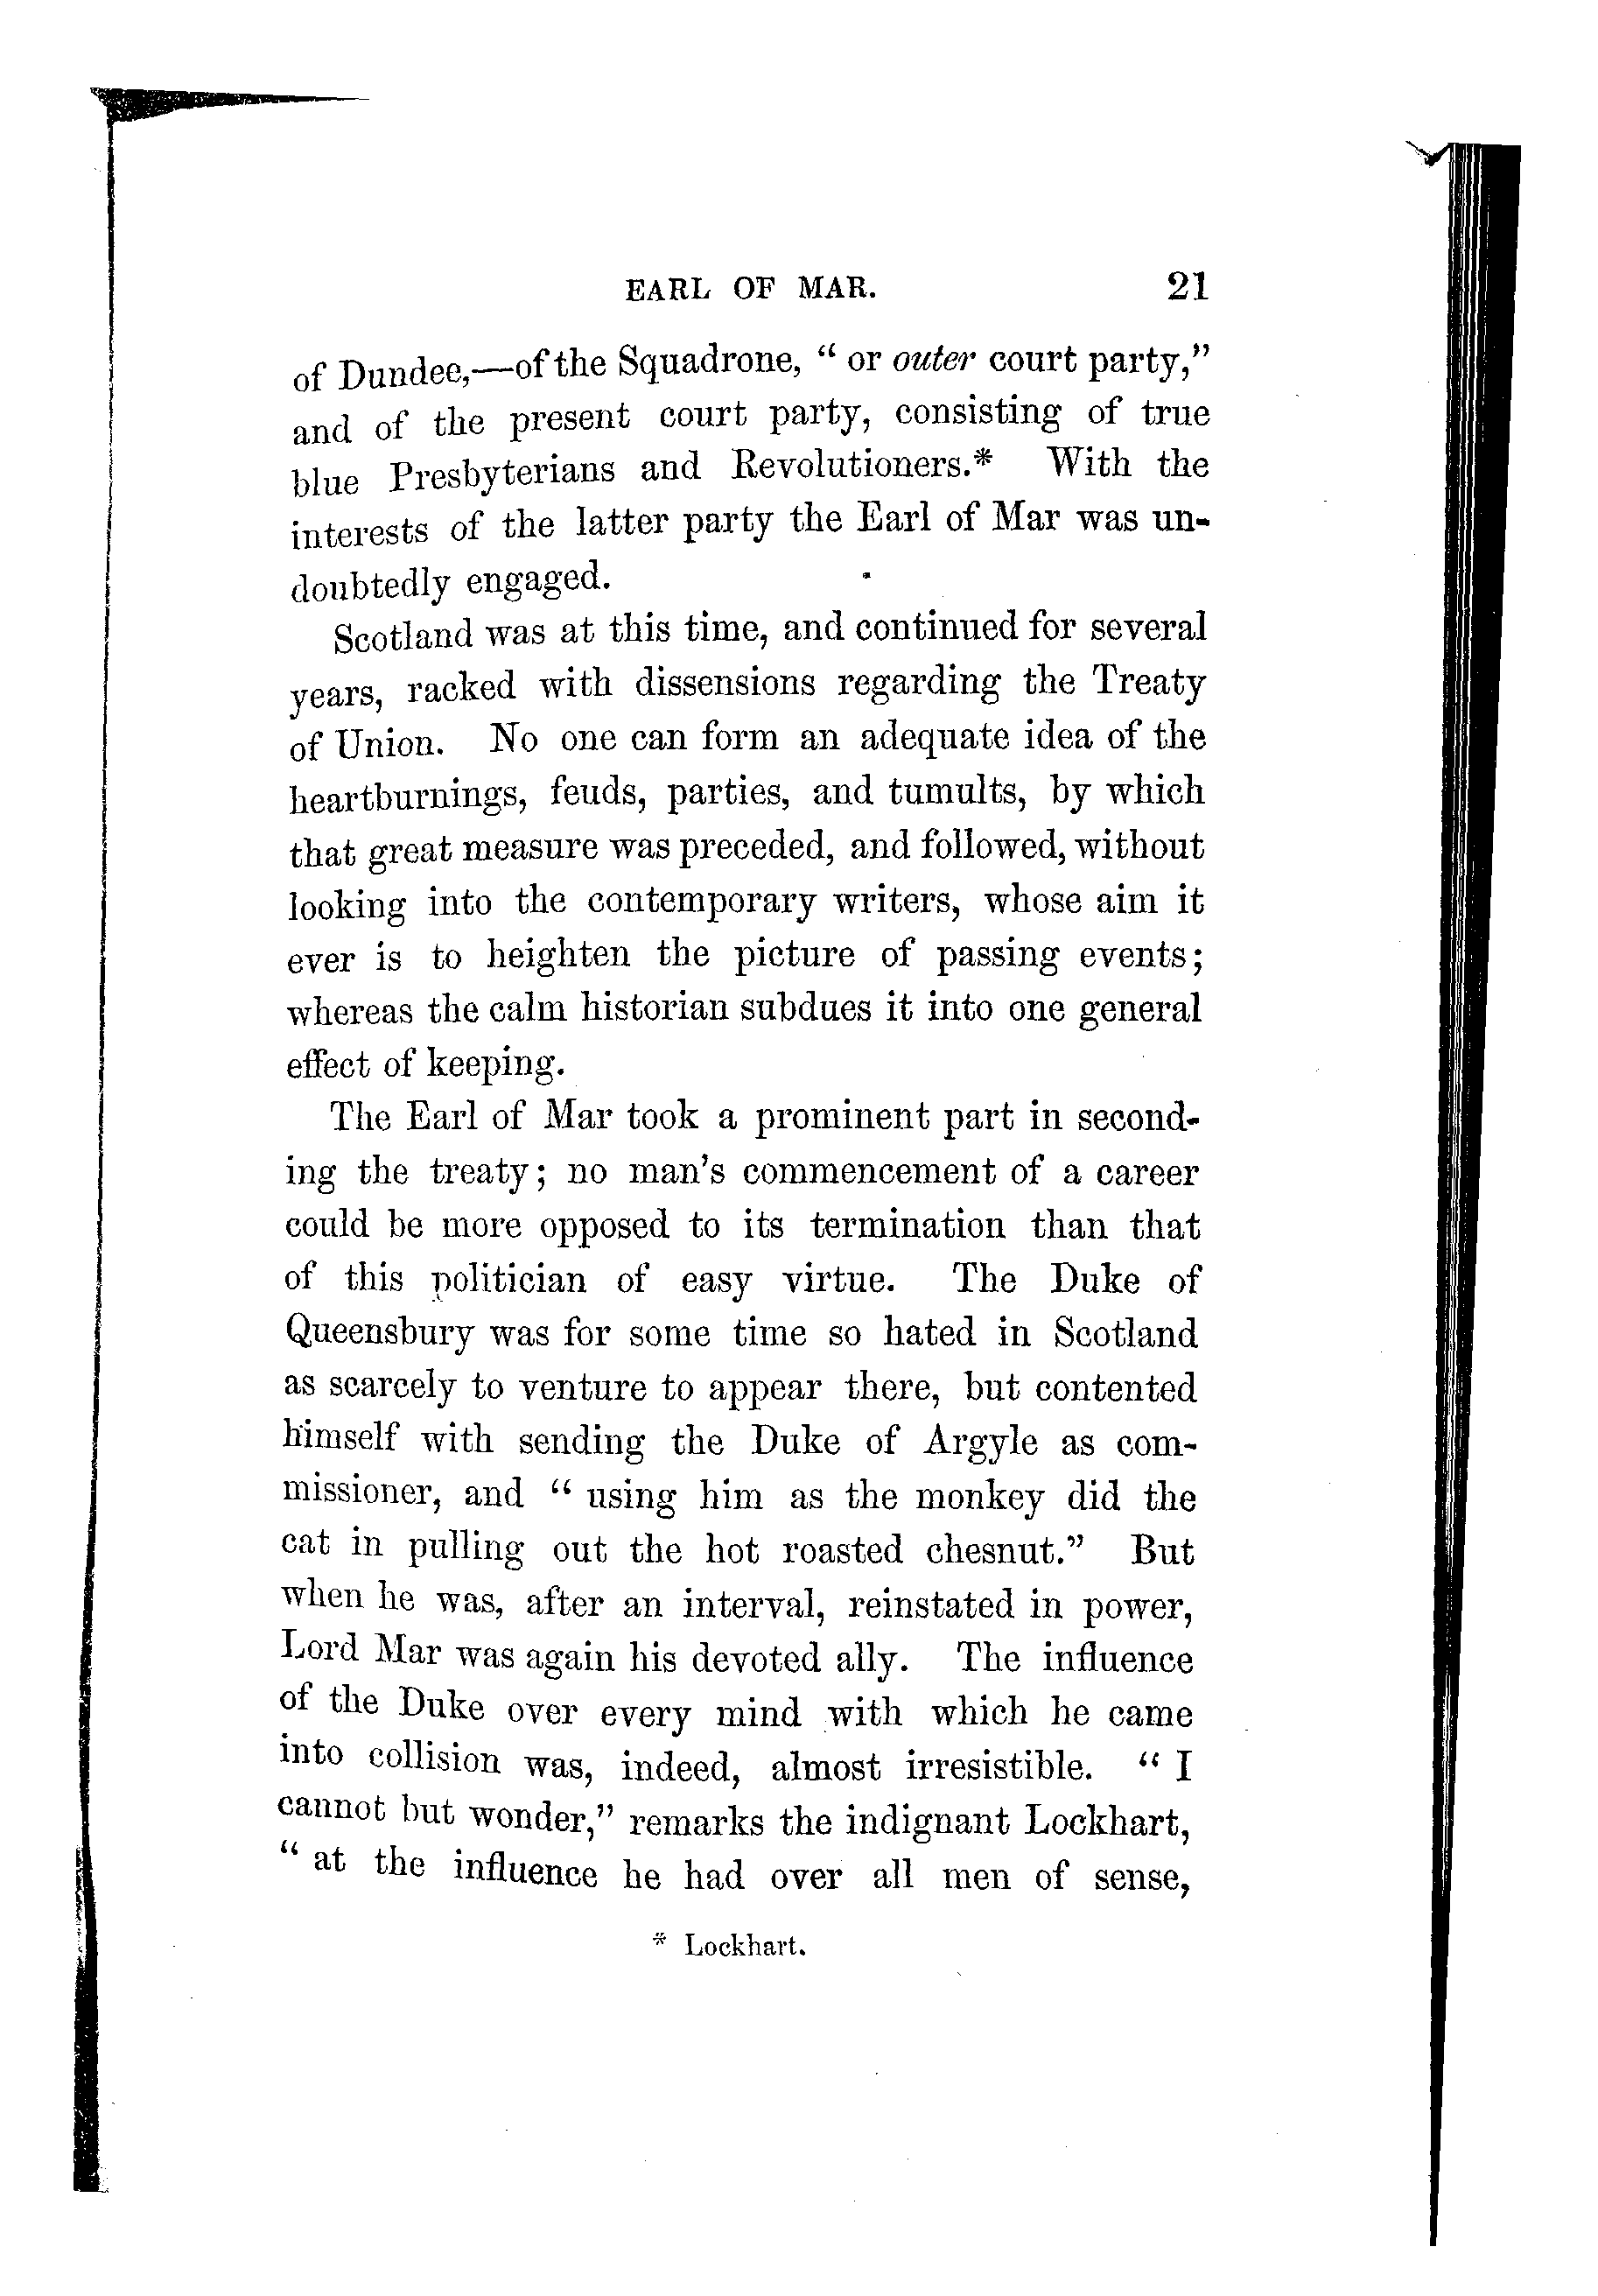 EARL OF MAR. 21
of Dundee,—of the Squadrone, “ or outer court party,”
and of the present court party, consisting of true
blue Presbyterians and Revolutioners.* With the
interests of the latter party the Earl of Mar was un-
doubtedly engaged.
Scotland was at this time, and continued for several
years, racked with dissensions regarding the Treaty
of Union. No one can form an adequate idea of the
heartburnings, feuds, parties, and tumults, by which
that great measure was preceded, and followed, without
looking into the contemporary writers, whose aim it
ever is to heighten the picture of passing events;
whereas the calm historian subdues it into one general
effect of keeping.
The Earl of Mar took a prominent part in second-
ing the treaty; no man’s commencement of a career
could be more opposed to its termination than that
of this politician of easy virtue. The Duke of
Queensbury was for some time so hated in Scotland
as scarcely to venture to appear there, but contented
himself with sending the Duke of Argyle as com-
missioner, and “ using him as the monkey did the
cat in pulling out the hot roasted chesnut.” But
when he was, after an interval, reinstated in power,
Lord Mar was again his devoted ally. The influence
of the Duke over every mind with which he came
into collision was, indeed, almost irresistible. “ I
cannot but wonder,” remarks the indignant Lockhart,
“ at the influence he had over all men of sense,
* Lockhart.